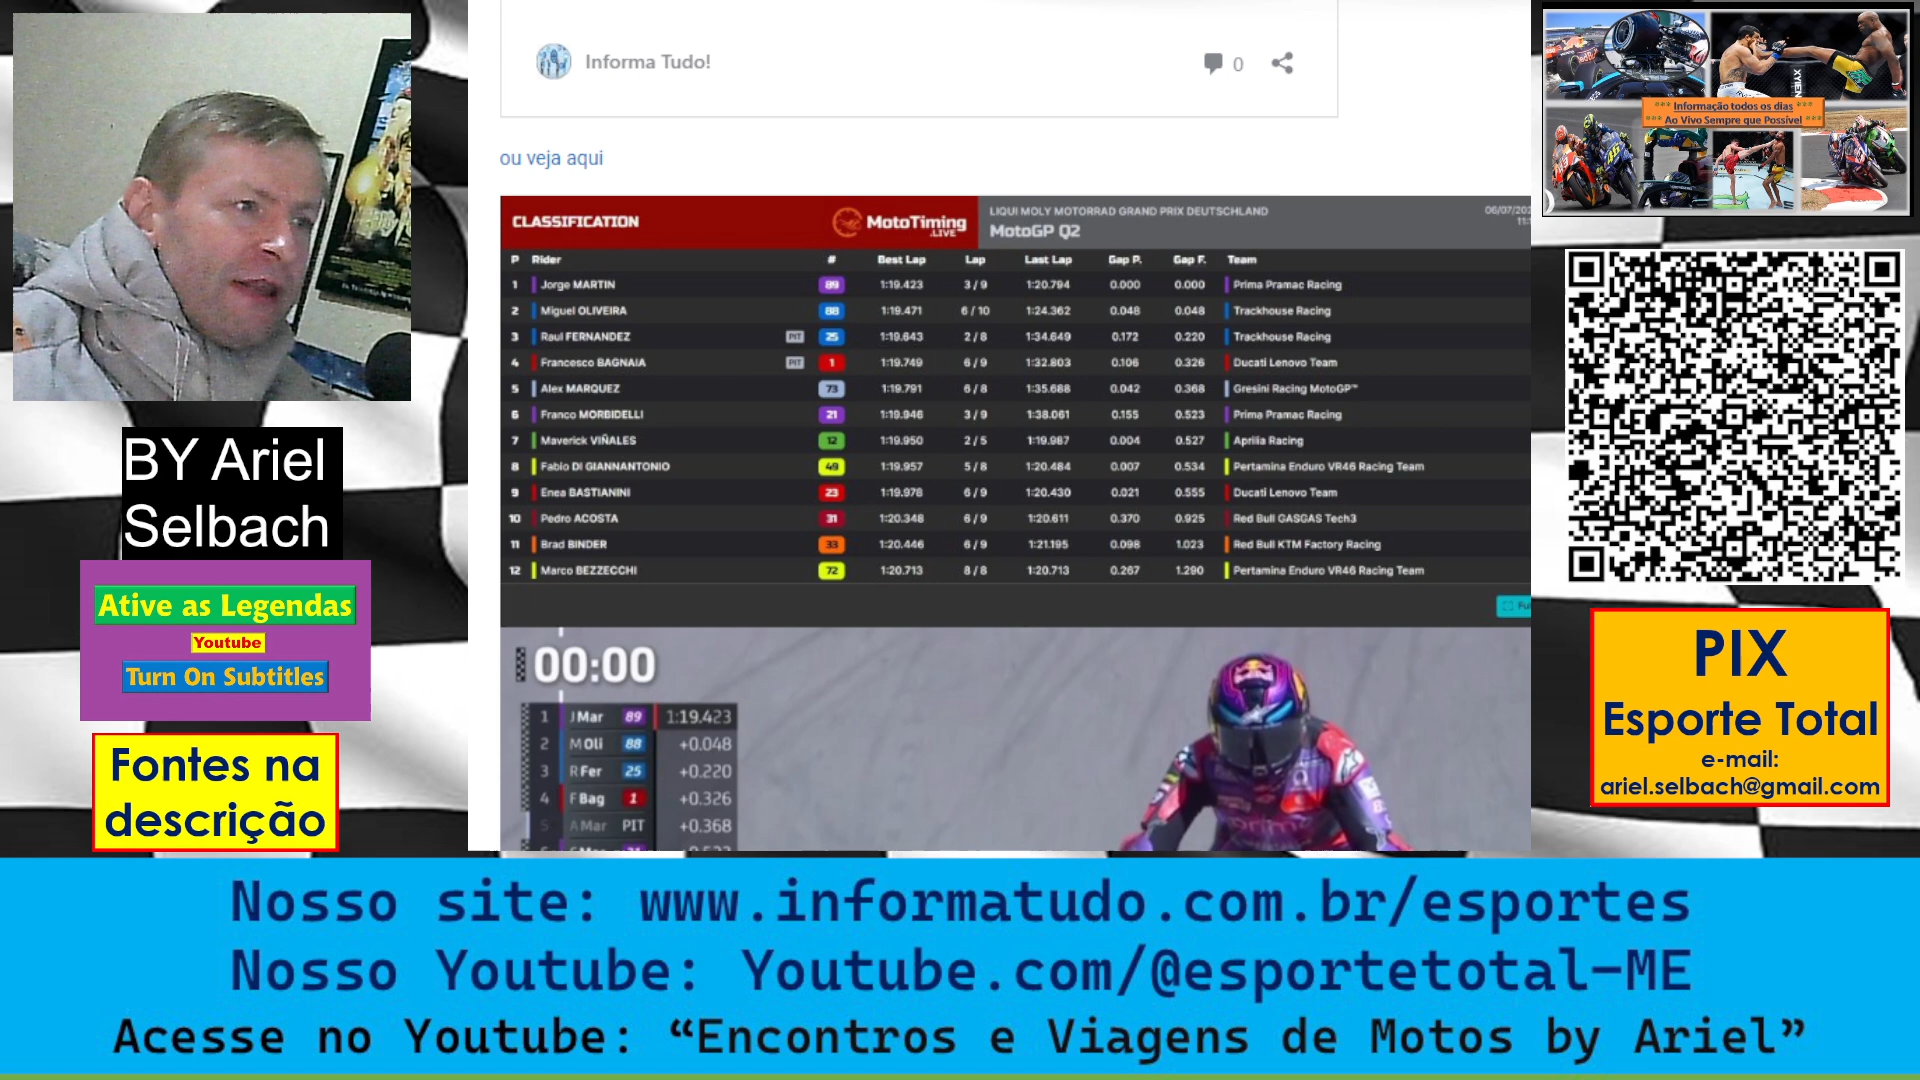 Informa Tudo!
0
ou veja aqui
CLASSIFICATION
MotoTiming
.LIVE
LIQUI MOLY MOTORRAD GRAND PRIX DEUTSCHLAND
MotoGP Q2
P Rider # Best Lap Lap Last Lap Gap P. Gap F. Team
1 Jorge MARTIN 89 1:19.423 3 / 9 1:20.794 0.000 0.000 Prima Pramac Racing
2 Miguel OLIVEIRA 88 1:19.471 6 / 10 1:24.362 0.048 0.048 Trackhouse Racing
3 Raul FERNANDEZ PIT 25 1:19.643 2 / 8 1:34.649 0.172 0.220 Trackhouse Racing
4 Francesco BAGNAIA PIT 1 1:19.749 6 / 9 1:32.803 0.106 0.326 Ducati Lenovo Team
5 Alex MARQUEZ 73 1:19.791 6 / 8 1:35.688 0.042 0.368 Gresini Racing MotoGP™
6 Franco MORBIDELLI 21 1:19.946 3 / 9 1:38.061 0.155 0.523 Prima Pramac Racing
7 Maverick VIÑALES 12 1:19.950 2 / 5 1:19.987 0.004 0.527 Aprilia Racing
8 Fabio DI GIANNANTONIO 49 1:19.957 5 / 8 1:20.484 0.007 0.534 Pertamina Enduro VR46 Racing Team
9 Enea BASTIANINI 23 1:19.978 6 / 9 1:20.430 0.021 0.555 Ducati Lenovo Team
10 Pedro ACOSTA 31 1:20.348 6 / 9 1:20.611 0.370 0.925 Red Bull GASGAS Tech3
11 Brad BINDER 33 1:20.446 6 / 9 1:21.195 0.098 1.023 Red Bull KTM Factory Racing
12 Marco BEZZECCHI 72 1:20.713 8 / 8 1:20.713 0.267 1.290 Pertamina Enduro VR46 Racing Team
00:00
1 J Mar 89 1:19.423
2 M Oli 88 +0.048
3 R Fer 25 +0.220
4 F Bag 1 +0.326
5 A Mar PIT +0.368
BY Ariel
Selbach
Ative as Legendas
Youtube
Turn On Subtitles
Fontes na
descrição
*** Informação todos os dias ***
*** Ao Vivo Sempre que Possível ***
PIX
Esporte Total
e-mail:
ariel.selbach@gmail.com
Nosso site: www.informatudo.com.br/esportes
Nosso Youtube: Youtube.com/@esportetotal-ME
Acesse no Youtube: “Encontros e Viagens de Motos by Ariel”